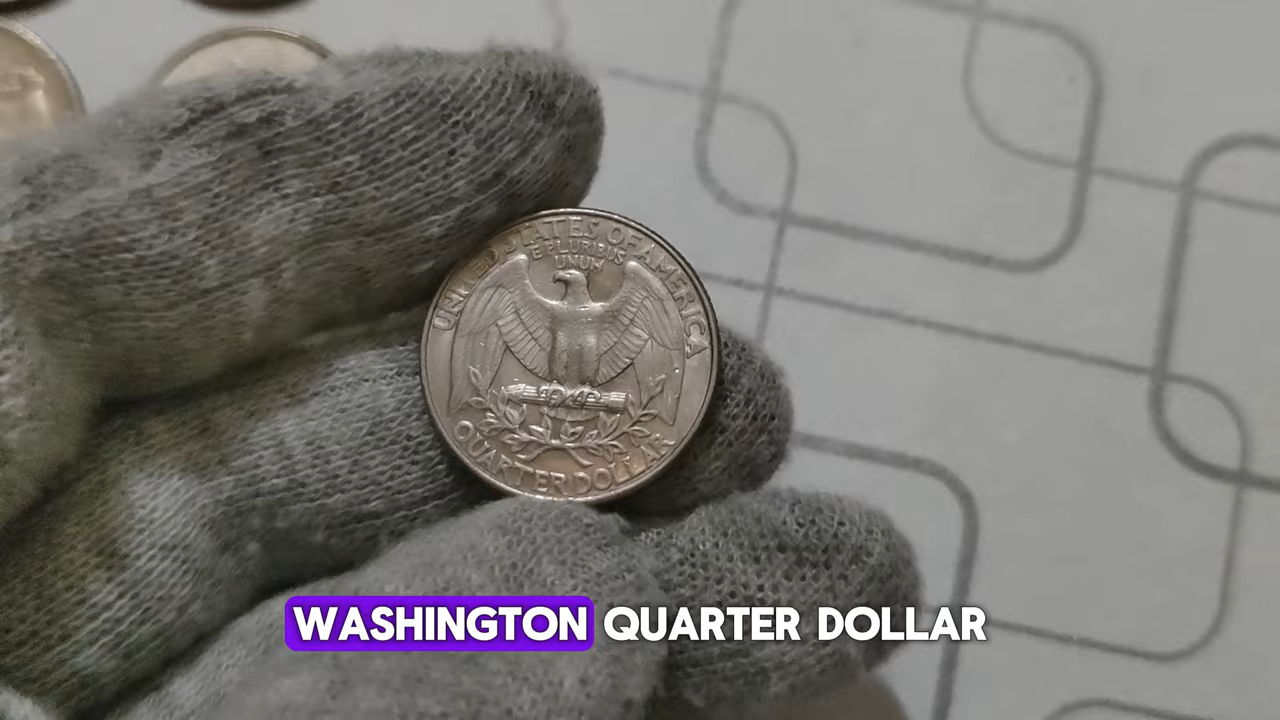 UNITED STATES OF AMERICA
E PLURIBUS
UNUM
QUARTER DOLLAR
WASHINGTON QUARTER DOLLAR